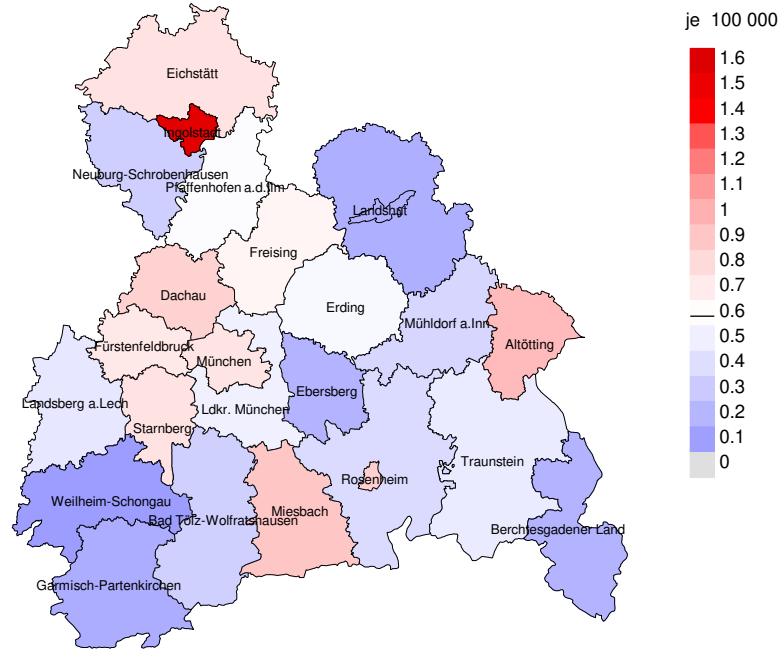 je 100 000
Eichstätt
1.6
1.5
1.4
Ingolstadt
1.3
Neuburg-Schrobenhausen
1.2
Pfaffenhofen a.d.Ilm
1.1
Landshut
1
0.9
Freising
0.8
Dachau
0.7
Erding
0.6
Mühldorf a.Inn
0.5
Fürstenfeldbruck
Altötting
München
0.4
Ebersberg
0.3
Landsberg a.Lech
Ldkr. München
0.2
Starnberg
0.1
Traunstein
0
Rosenheim
Weilheim-Schongau
Miesbach
Bad Tölz-Wolfratshausen
Berchtesgadener Land
Garmisch-Partenkirchen